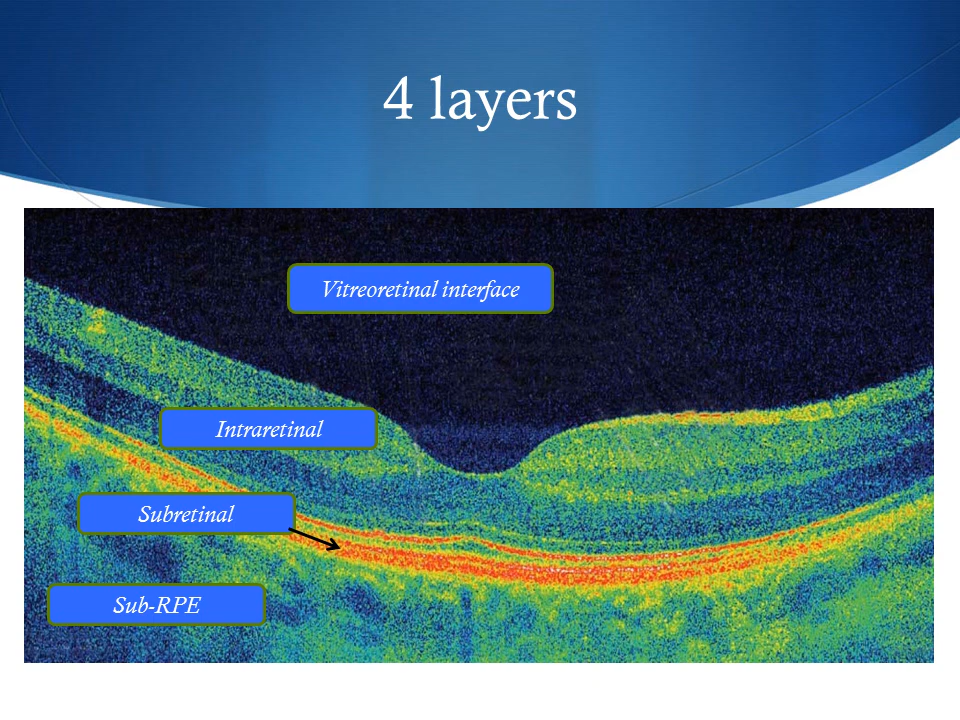 4 layers
Vitreoretinal interface
Intraretinal
Subretinal
Sub-RPE